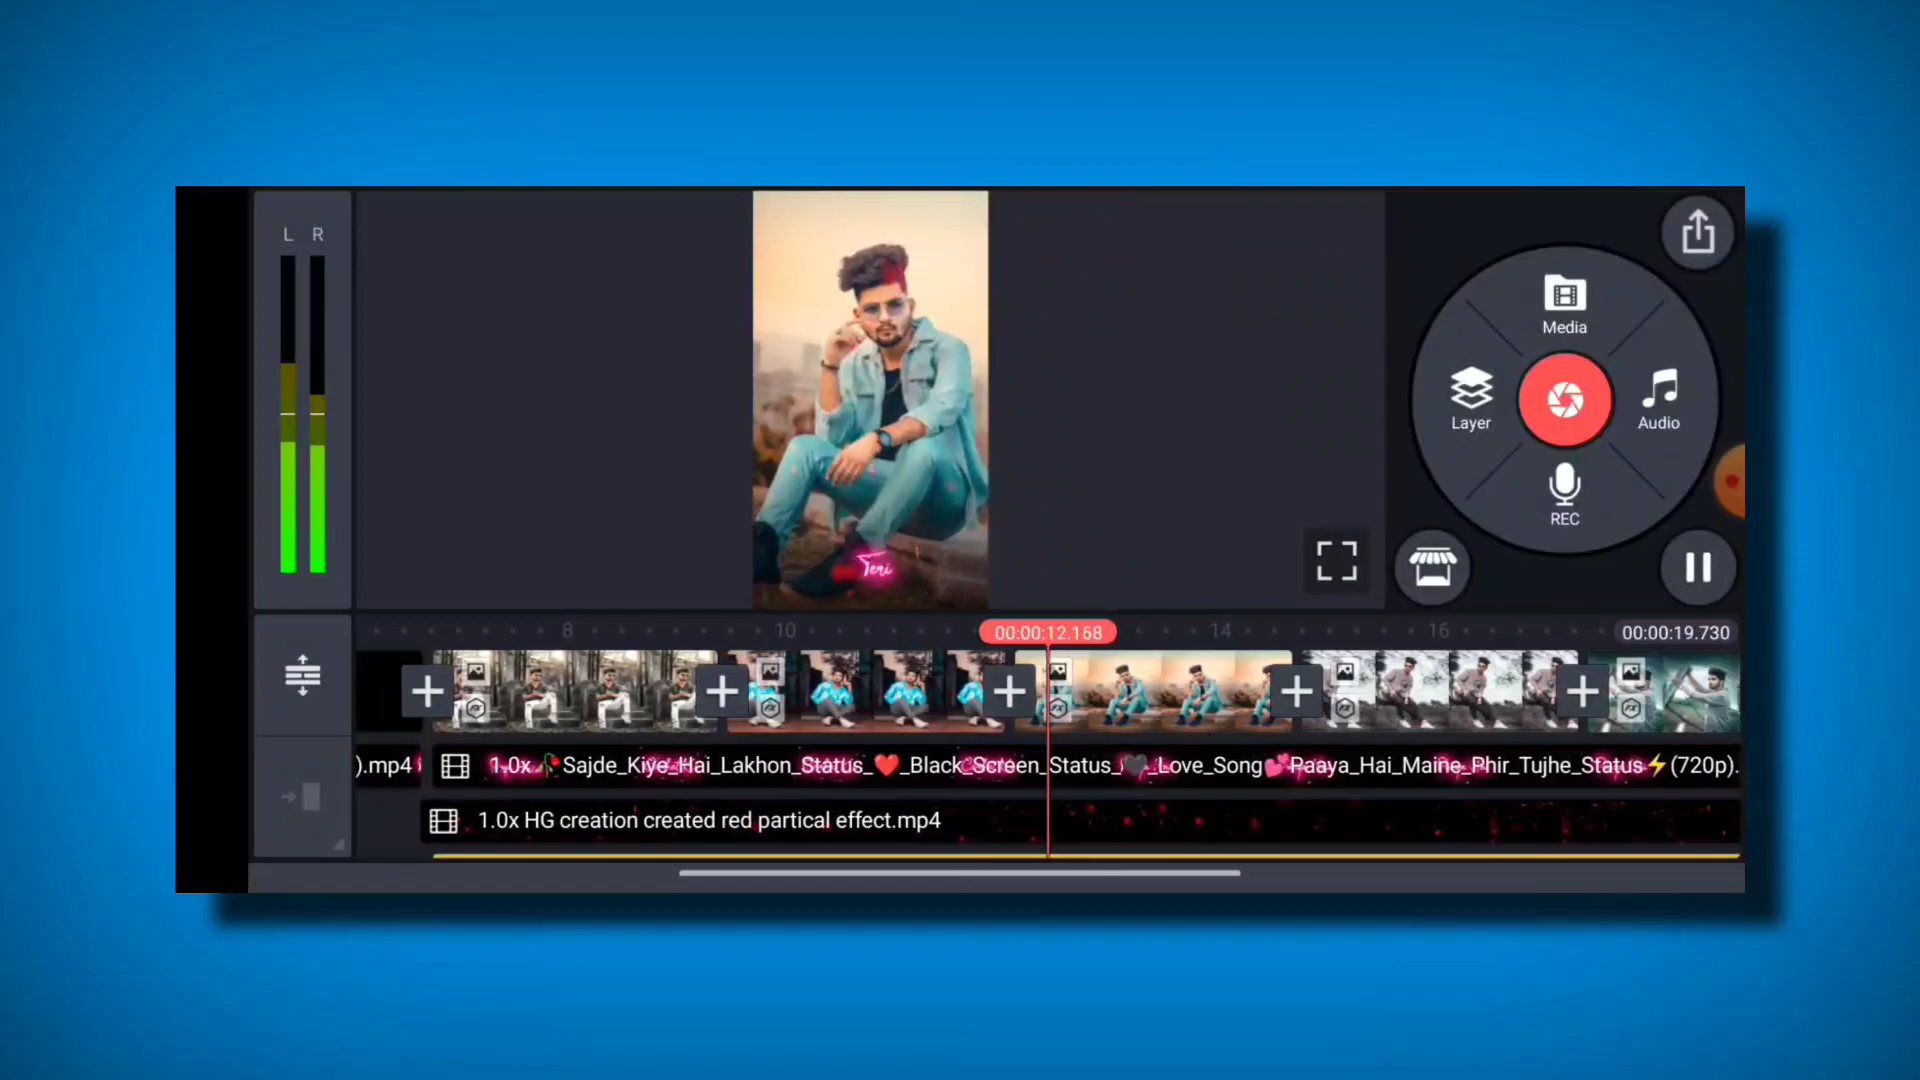 L R
Media
Layer
Audio
REC
Teri
8 10 00:00:12.168 14 16 00:00:19.730
).mp4 1.0x🥀Sajde_Kiye_Hai_Lakhon_Status_❤️_Black_Screen_Status_🖤_Love_Song💕Paaya_Hai_Maine_Phir_Tujhe_Status⚡(720p).
1.0x HG creation created red partical effect.mp4